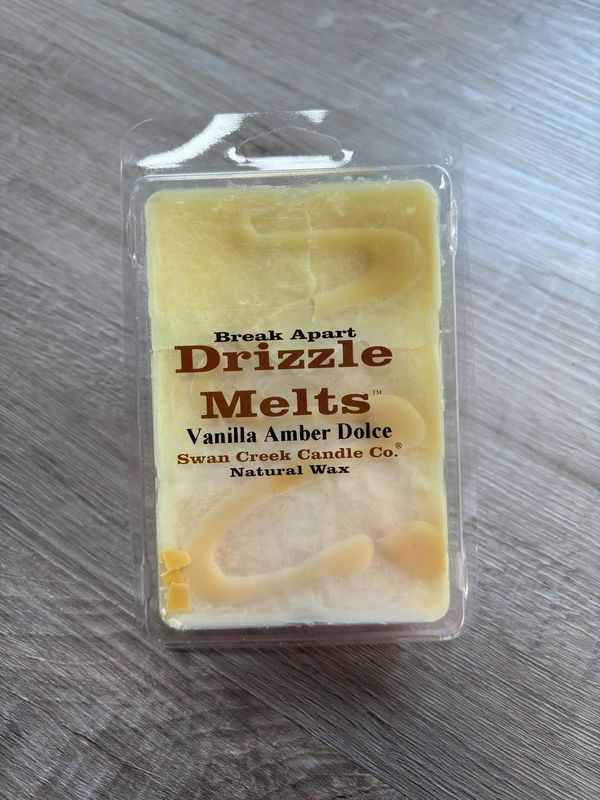 Break Apart
Drizzle
Melts™
Vanilla Amber Dolce
Swan Creek Candle Co.®
Natural Wax